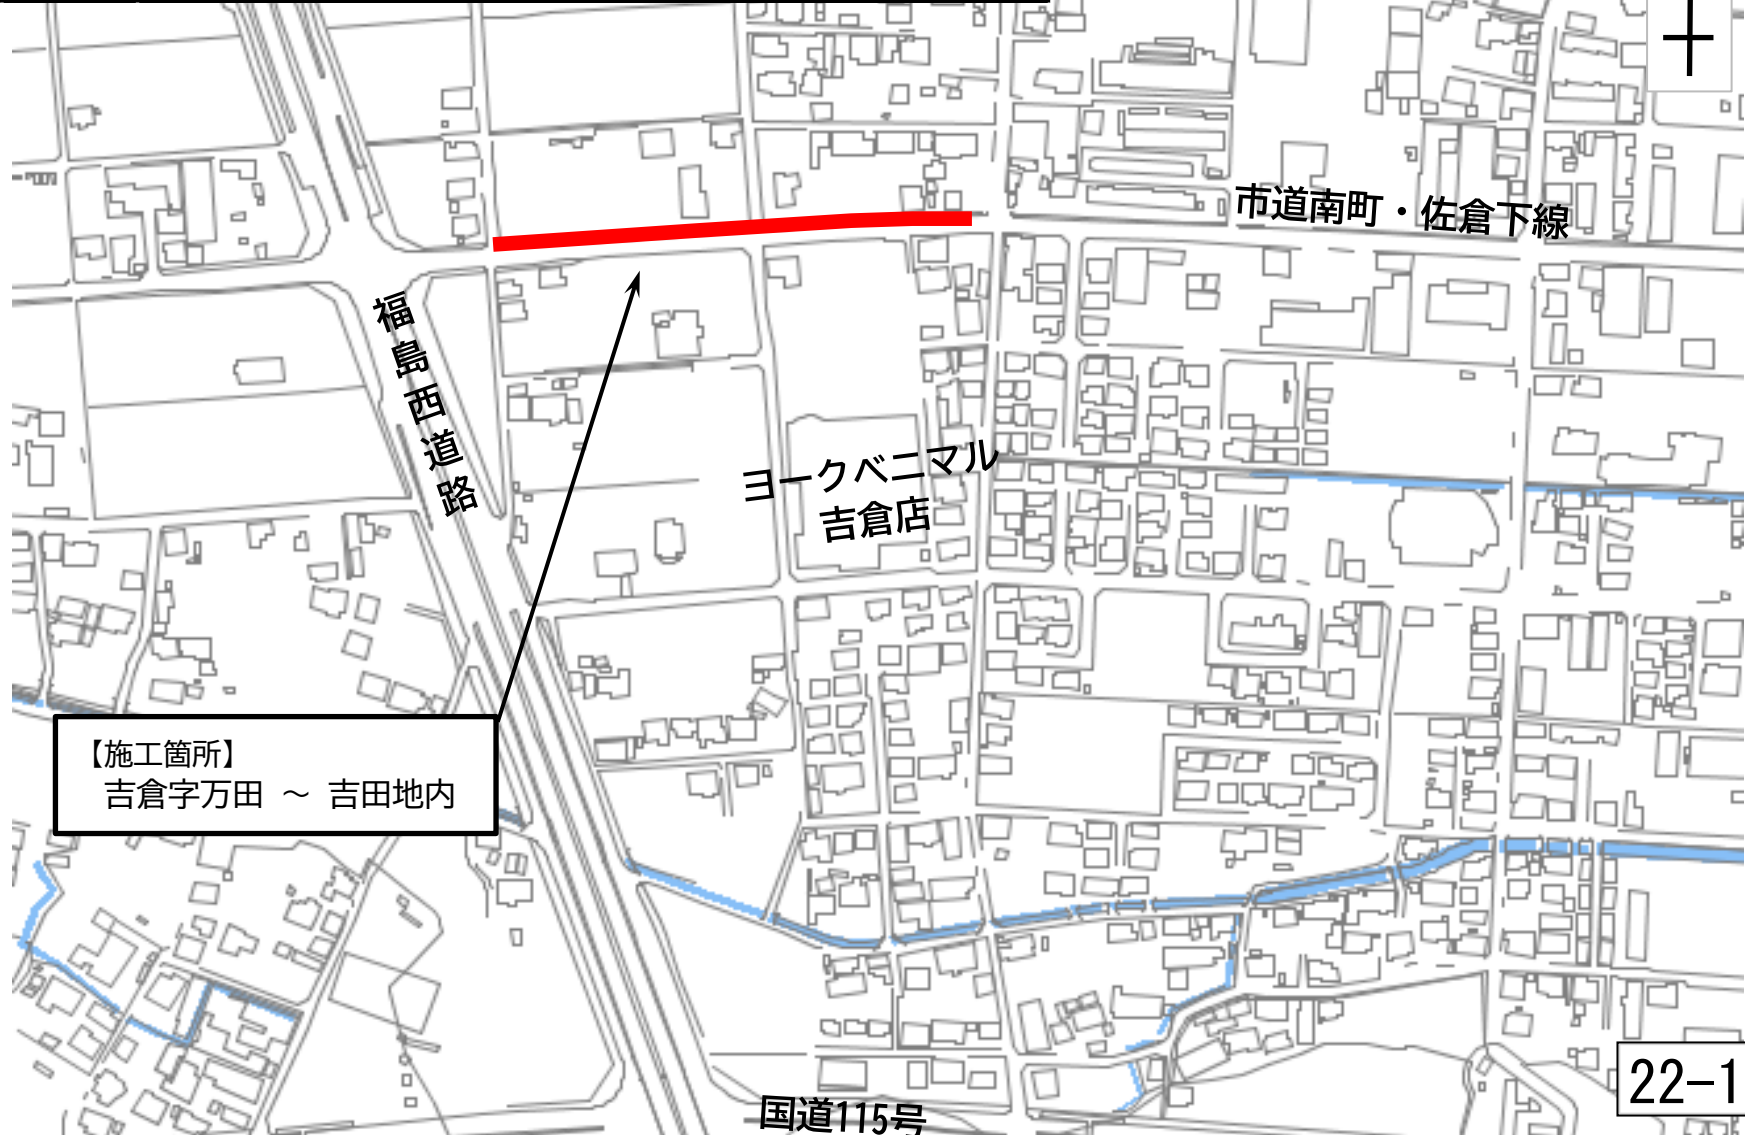 市道南町・佐倉下線
福島西道路
ヨークベニマル
吉倉店
【施工箇所】
吉倉字万田 ～ 吉田地内
22-1
国道115号